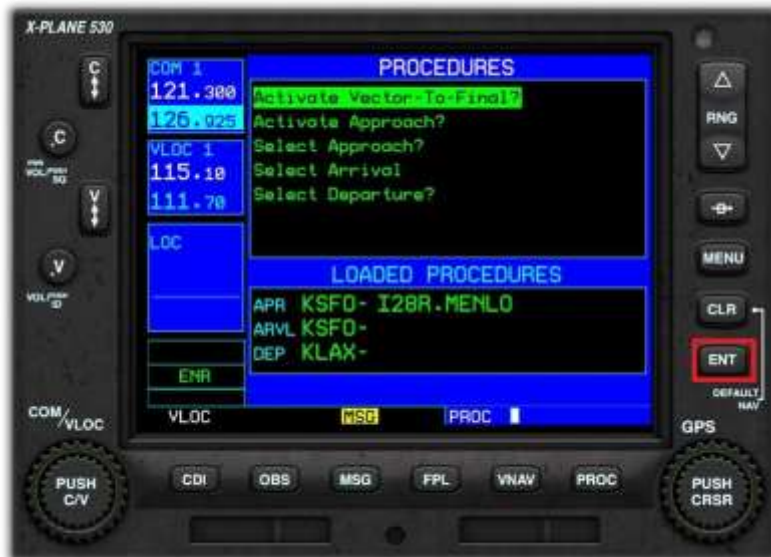 X-PLANE 530
C
COM 1
121.300
126.925
VLOC 1
115.10
111.70
LOC
ENR
VLOC
MSG
PROC
PROCEDURES
Activate Vector-To-Final?
Activate Approach?
Select Approach?
Select Arrival
Select Departure?
LOADED PROCEDURES
APR KSFO- I28R.MENLO
ARVL KSFO-
DEP KLAX-
.C
V
.V
RNG
MENU
CLR
ENT
DEFAULT NAV
COM/VLOC
PUSH
C/V
CDI
OBS
MSG
FPL
VNAV
PROC
GPS
PUSH
CRSR